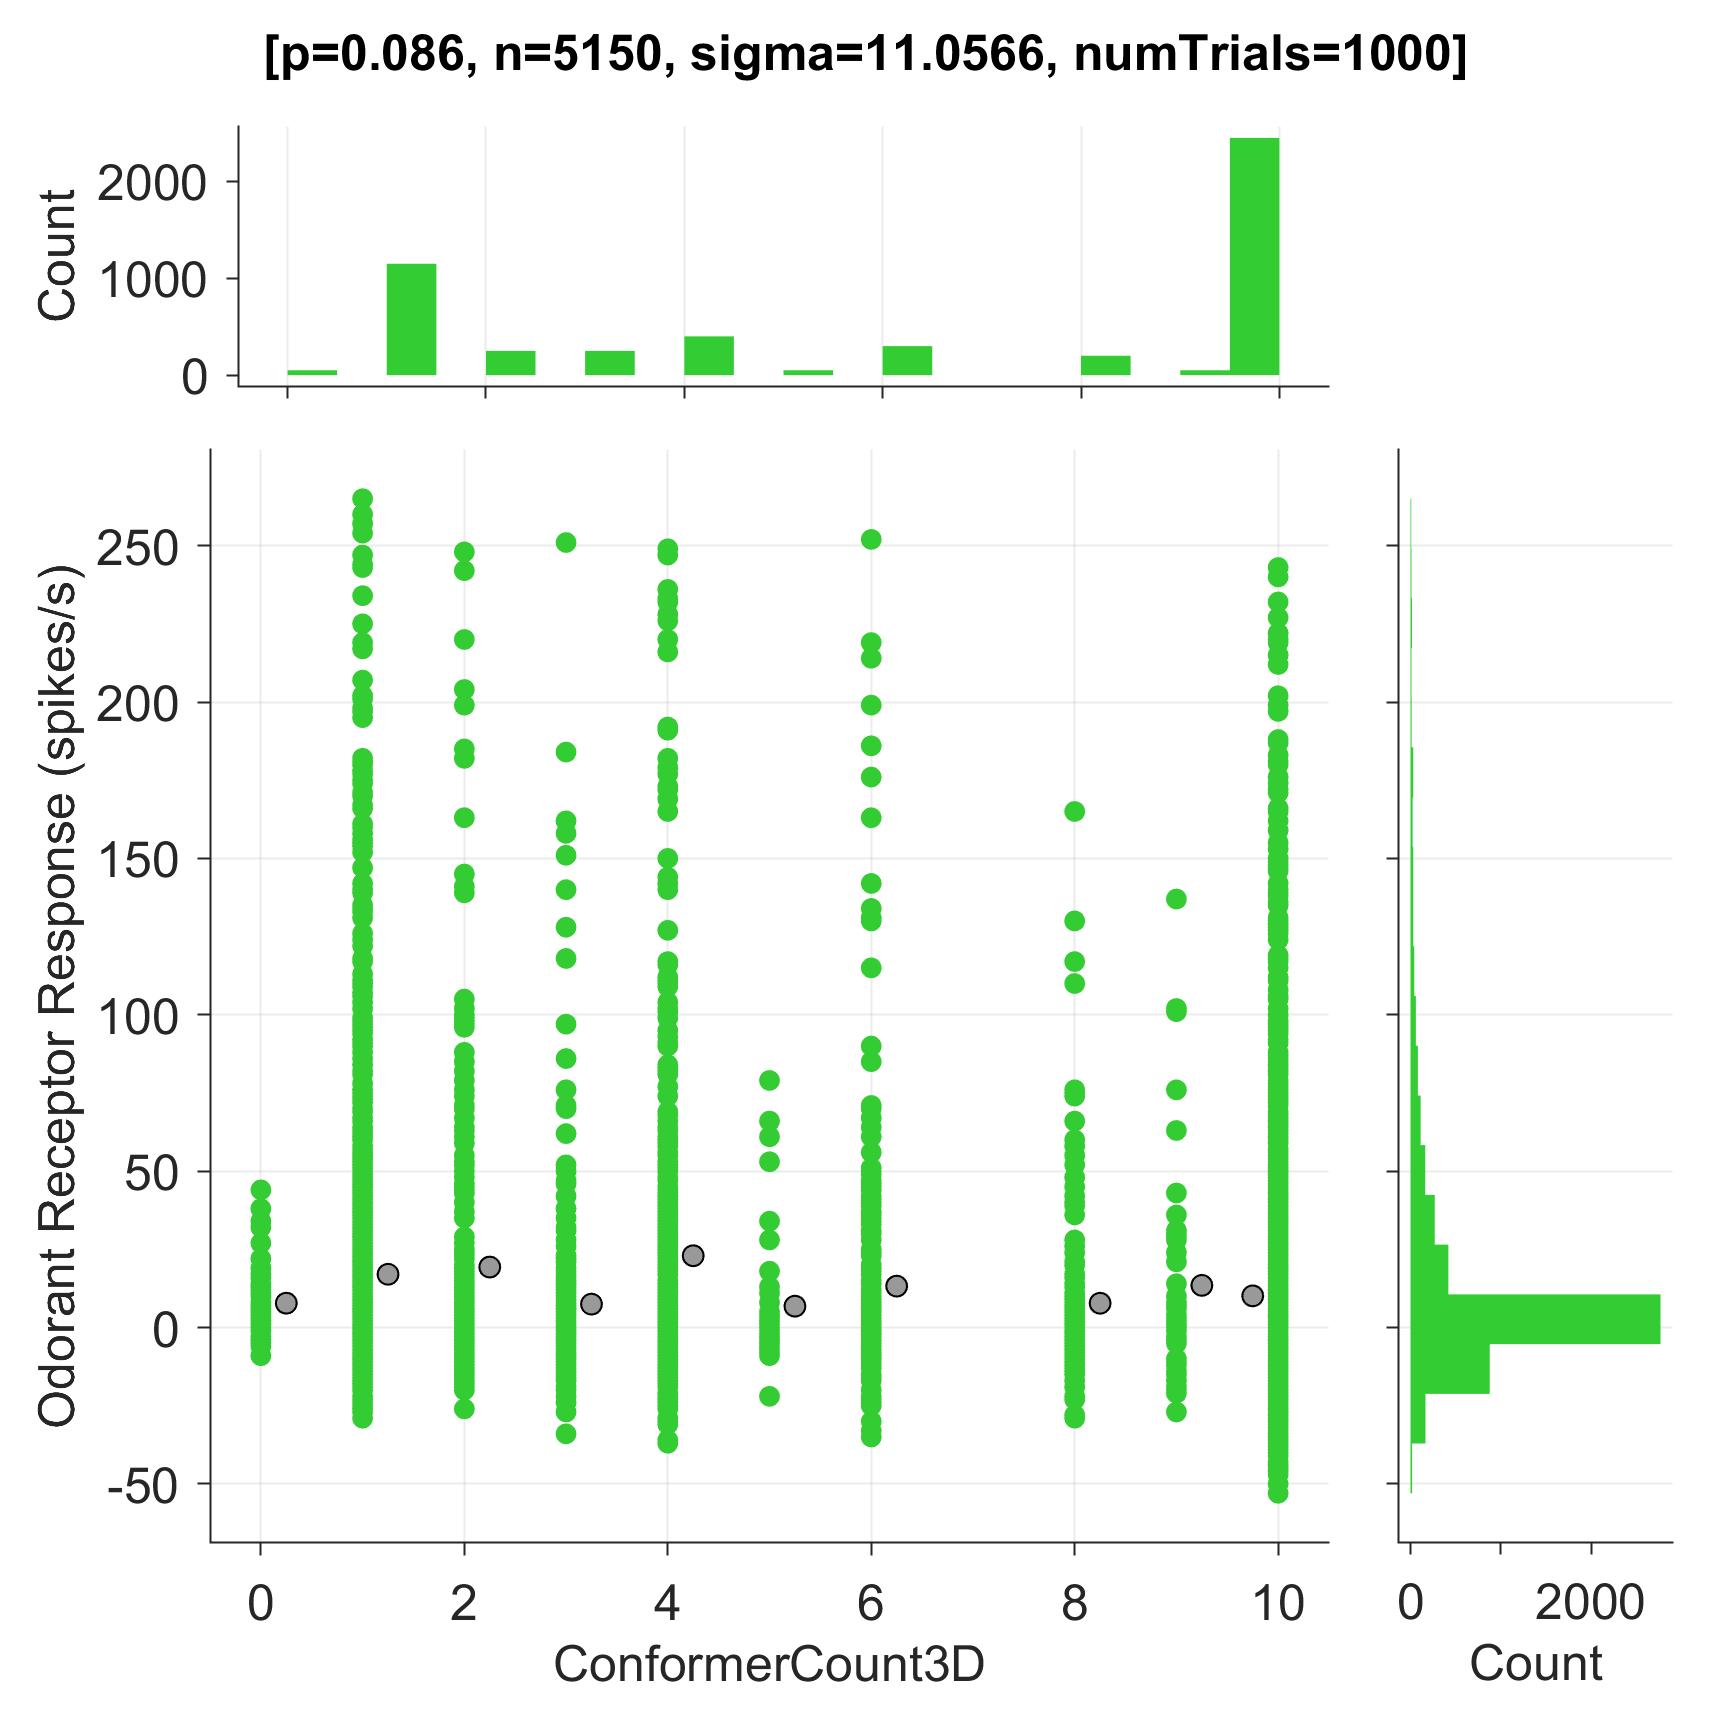 [p=0.086, n=5150, sigma=11.0566, numTrials=1000]
Count
2000
1000
0
Odorant Receptor Response (spikes/s)
250
200
150
100
50
0
-50
0 2 4 6 8 10
ConformerCount3D
0 2000
Count